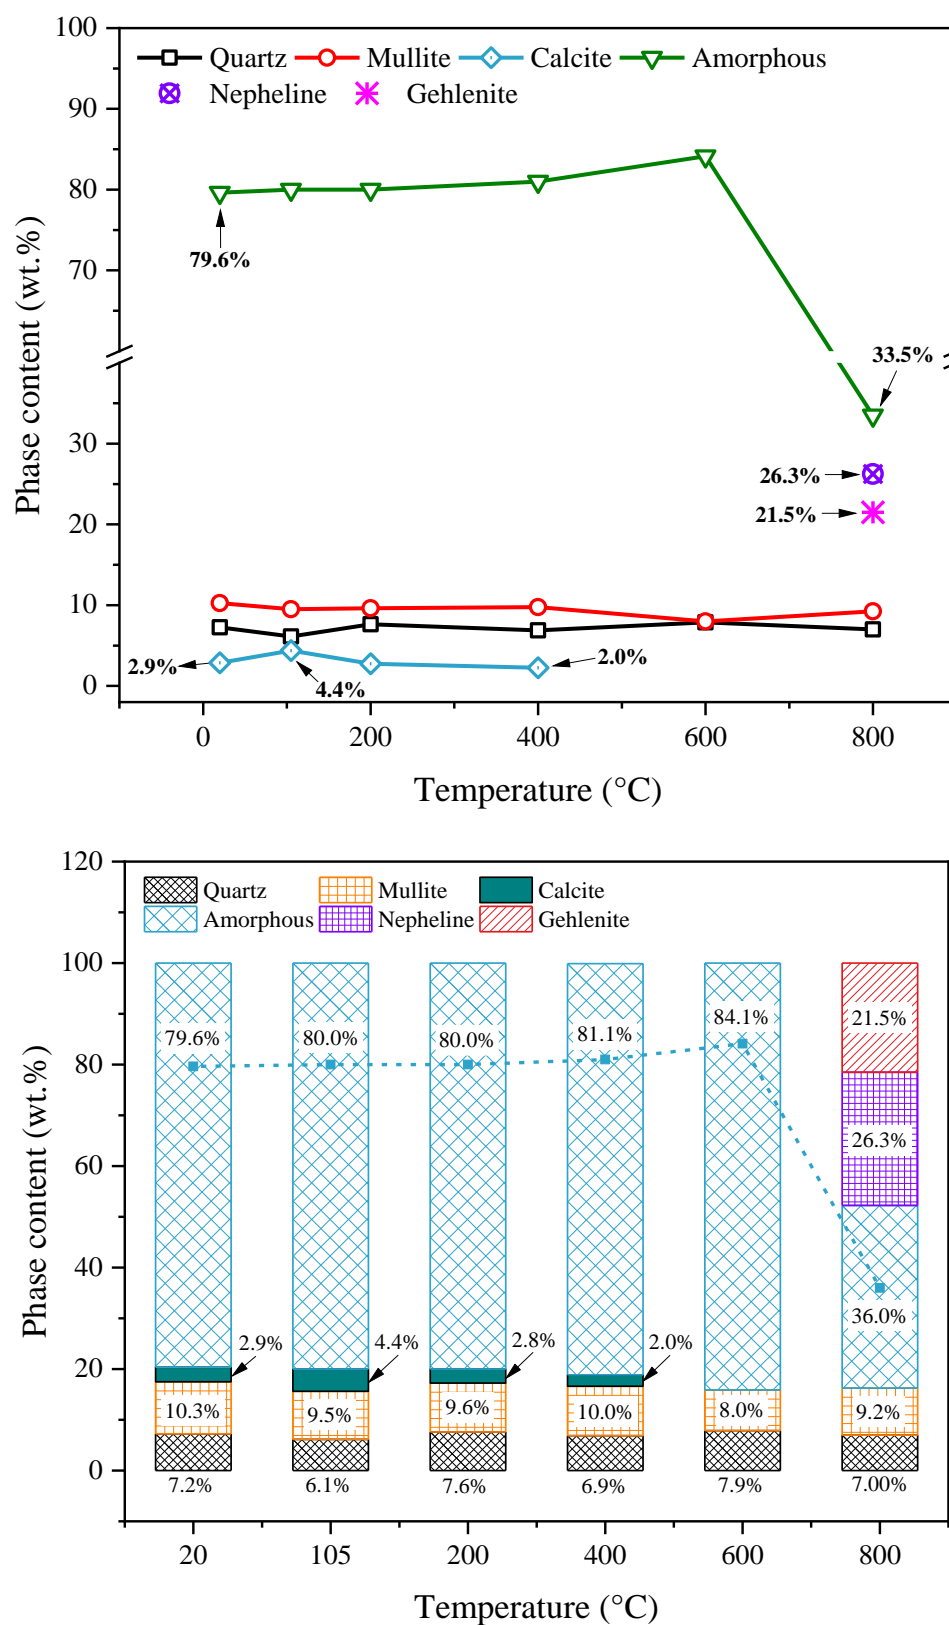 100
90
80
70
30
20
10
0
Phase content (wt.%)
Quartz Mullite Calcite Amorphous
Nepheline Gehlenite
79.6%
33.5%
26.3%
21.5%
2.9%
4.4%
2.0%
0 200 400 600 800
Temperature (°C)
120
100
80
60
40
20
0
Phase content (wt.%)
Quartz Mullite Calcite
Amorphous Nepheline Gehlenite
79.6% 80.0% 80.0% 81.1% 84.1% 21.5%
26.3%
36.0%
2.9% 4.4% 2.8% 2.0%
10.3% 9.5% 9.6% 10.0% 8.0% 9.2%
7.2% 6.1% 7.6% 6.9% 7.9% 7.00%
20 105 200 400 600 800
Temperature (°C)